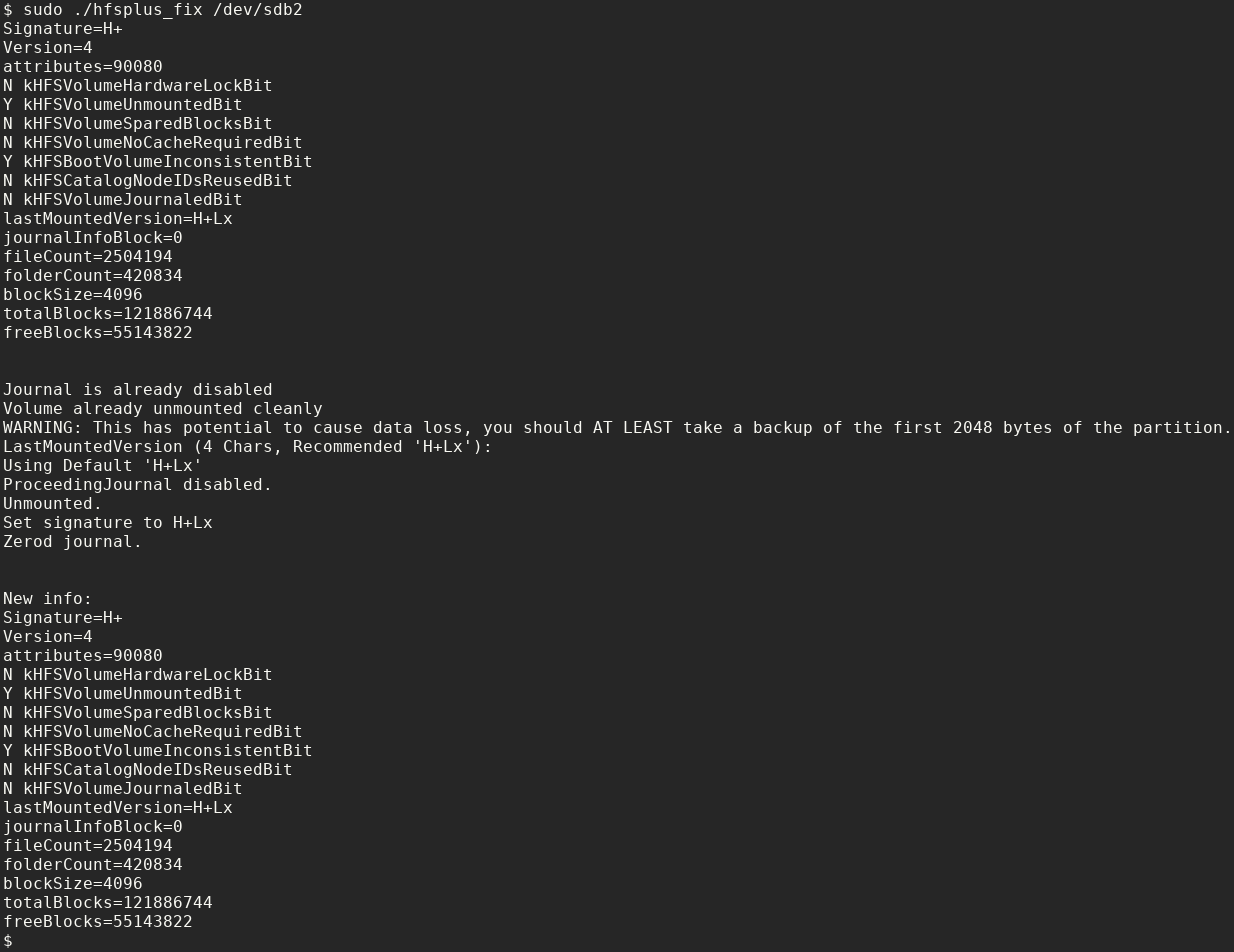 $ sudo ./hfsplus_fix /dev/sdb2
Signature=H+
Version=4
attributes=90080
N kHFSVolumeHardwareLockBit
Y kHFSVolumeUnmountedBit
N kHFSVolumeSparedBlocksBit
N kHFSVolumeNoCacheRequiredBit
Y kHFSBootVolumeInconsistentBit
N kHFSCatalogNodeIDsReusedBit
N kHFSVolumeJournaledBit
lastMountedVersion=H+Lx
journalInfoBlock=0
fileCount=2504194
folderCount=420834
blockSize=4096
totalBlocks=121886744
freeBlocks=55143822
Journal is already disabled
Volume already unmounted cleanly
WARNING: This has potential to cause data loss, you should AT LEAST take a backup of the first 2048 bytes of the partition.
LastMountedVersion (4 Chars, Recommended 'H+Lx'):
Using Default 'H+Lx'
ProceedingJournal disabled.
Unmounted.
Set signature to H+Lx
Zerod journal.
New info:
Signature=H+
Version=4
attributes=90080
N kHFSVolumeHardwareLockBit
Y kHFSVolumeUnmountedBit
N kHFSVolumeSparedBlocksBit
N kHFSVolumeNoCacheRequiredBit
Y kHFSBootVolumeInconsistentBit
N kHFSCatalogNodeIDsReusedBit
N kHFSVolumeJournaledBit
lastMountedVersion=H+Lx
journalInfoBlock=0
fileCount=2504194
folderCount=420834
blockSize=4096
totalBlocks=121886744
freeBlocks=55143822
$